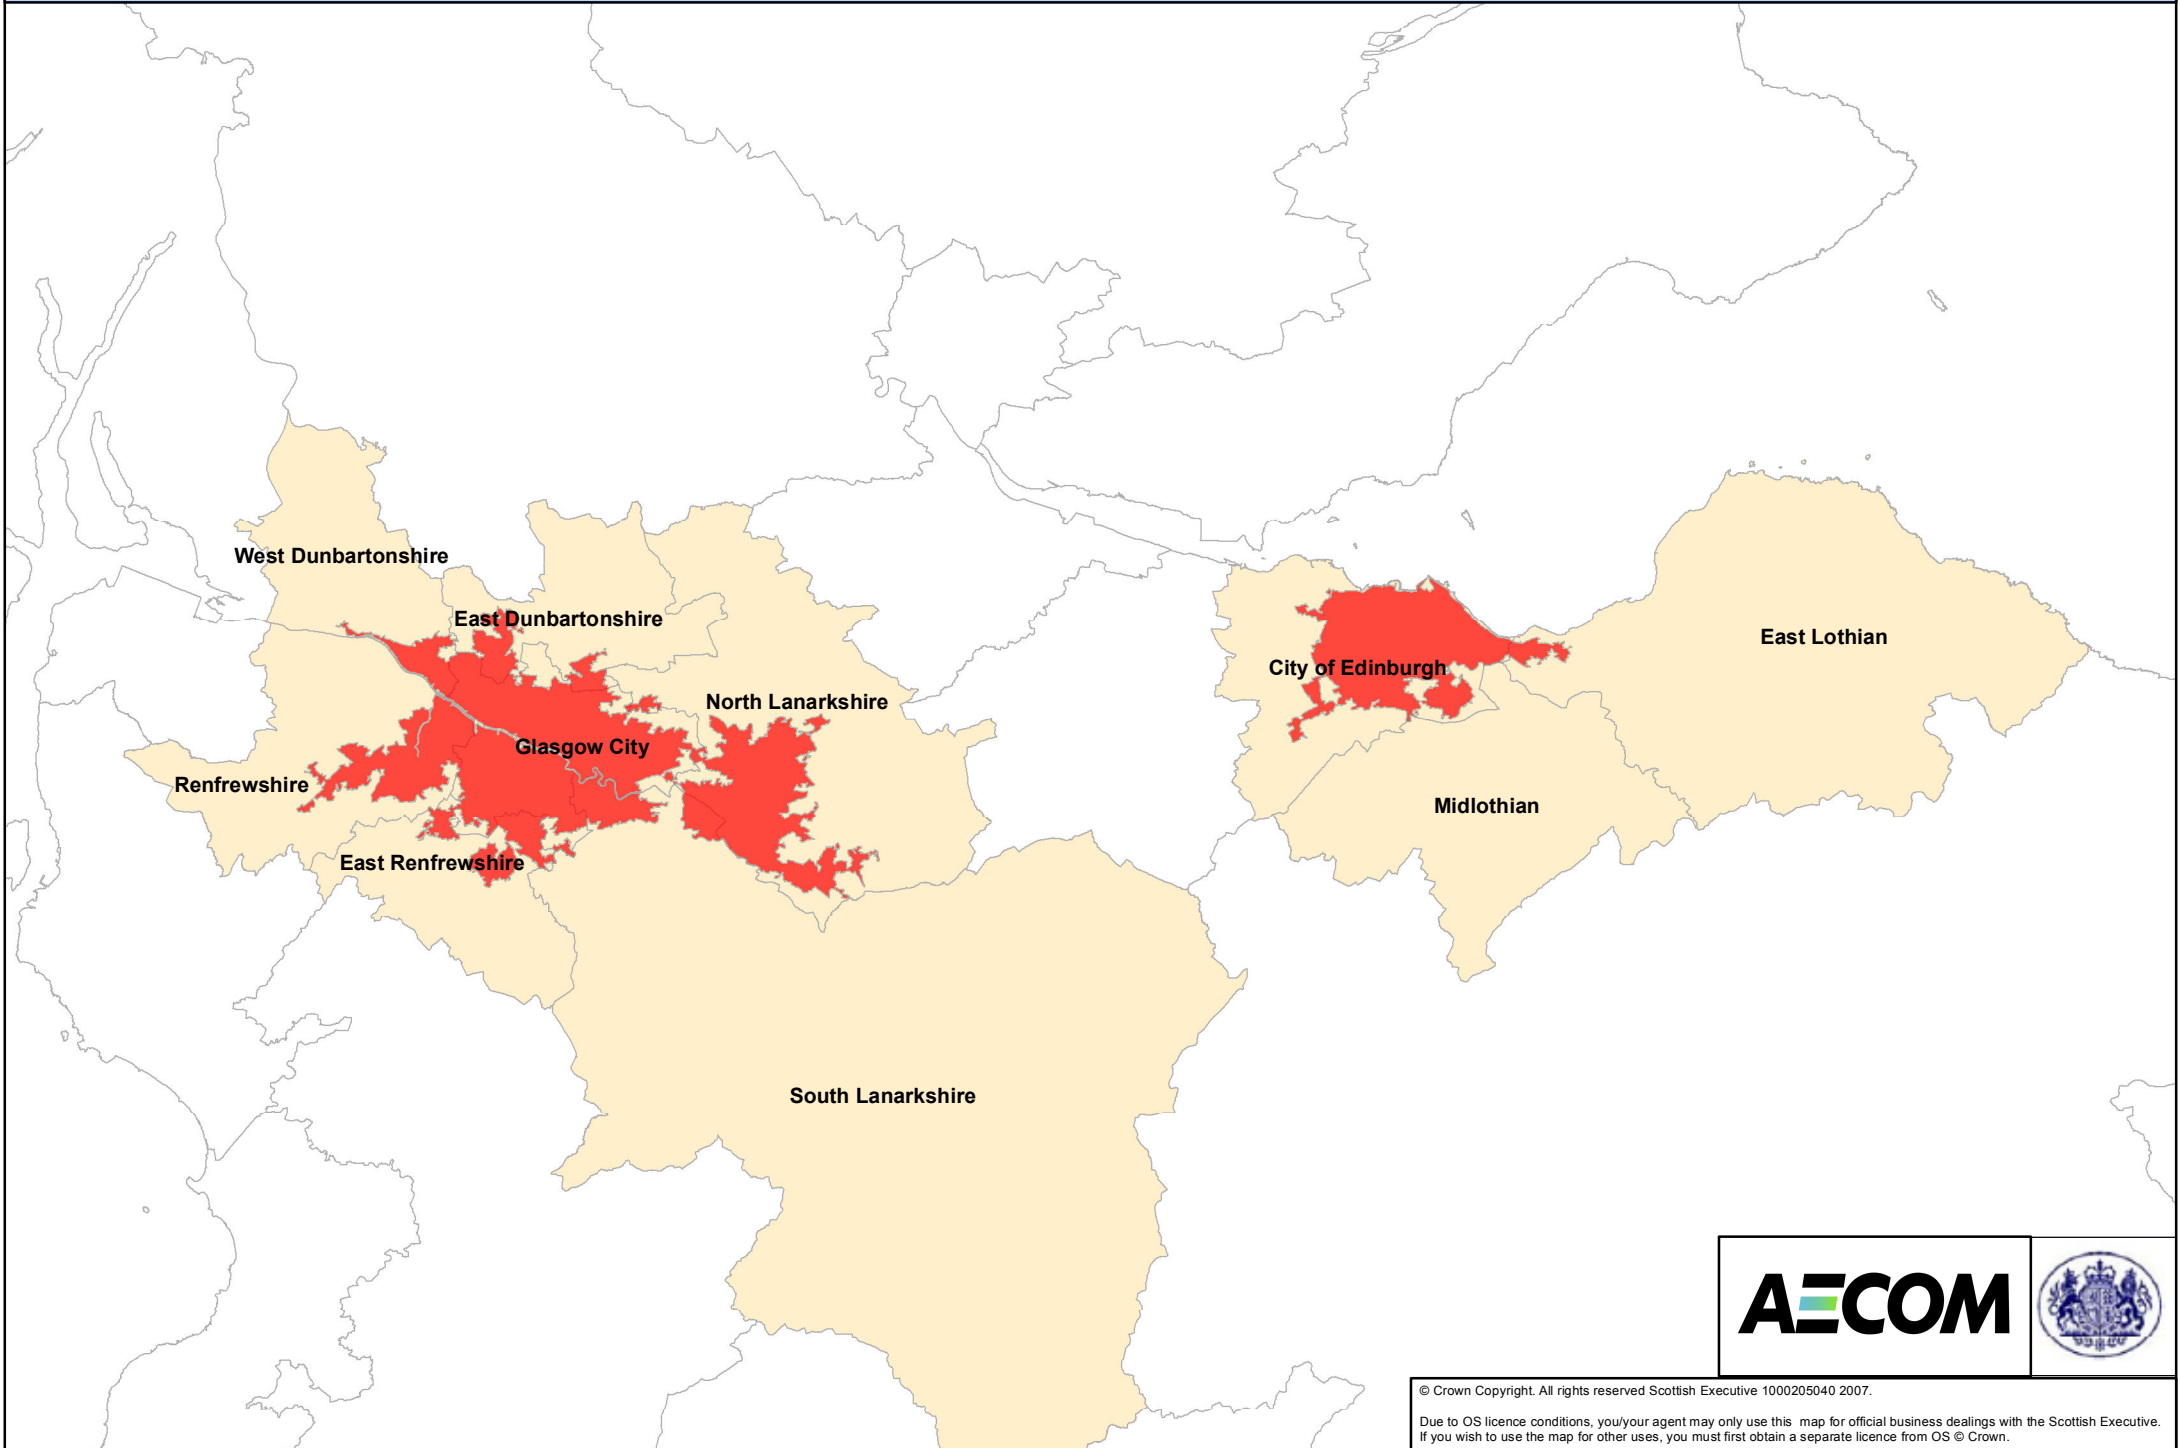 West Dunbartonshire
East Dunbartonshire
East Lothian
City of Edinburgh
North Lanarkshire
Glasgow City
Renfrewshire
Midlothian
East Renfrewshire
South Lanarkshire
AECOM
© Crown Copyright. All rights reserved Scottish Executive 1000205040 2007.
Due to OS licence conditions, you/your agent may only use this map for official business dealings with the Scottish Executive.
If you wish to use the map for other uses, you must first obtain a separate licence from OS © Crown.